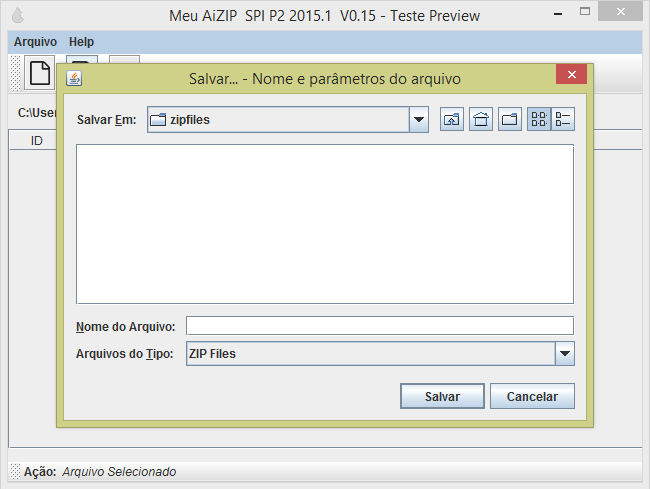 Meu AiZIP SPI P2 2015.1 V0.15 - Teste Preview
Arquivo Help
Salvar... - Nome e parâmetros do arquivo
C:\User
Salvar Em: zipfiles
ID
Nome do Arquivo:
Arquivos do Tipo: ZIP Files
Salvar Cancelar
Ação: Arquivo Selecionado